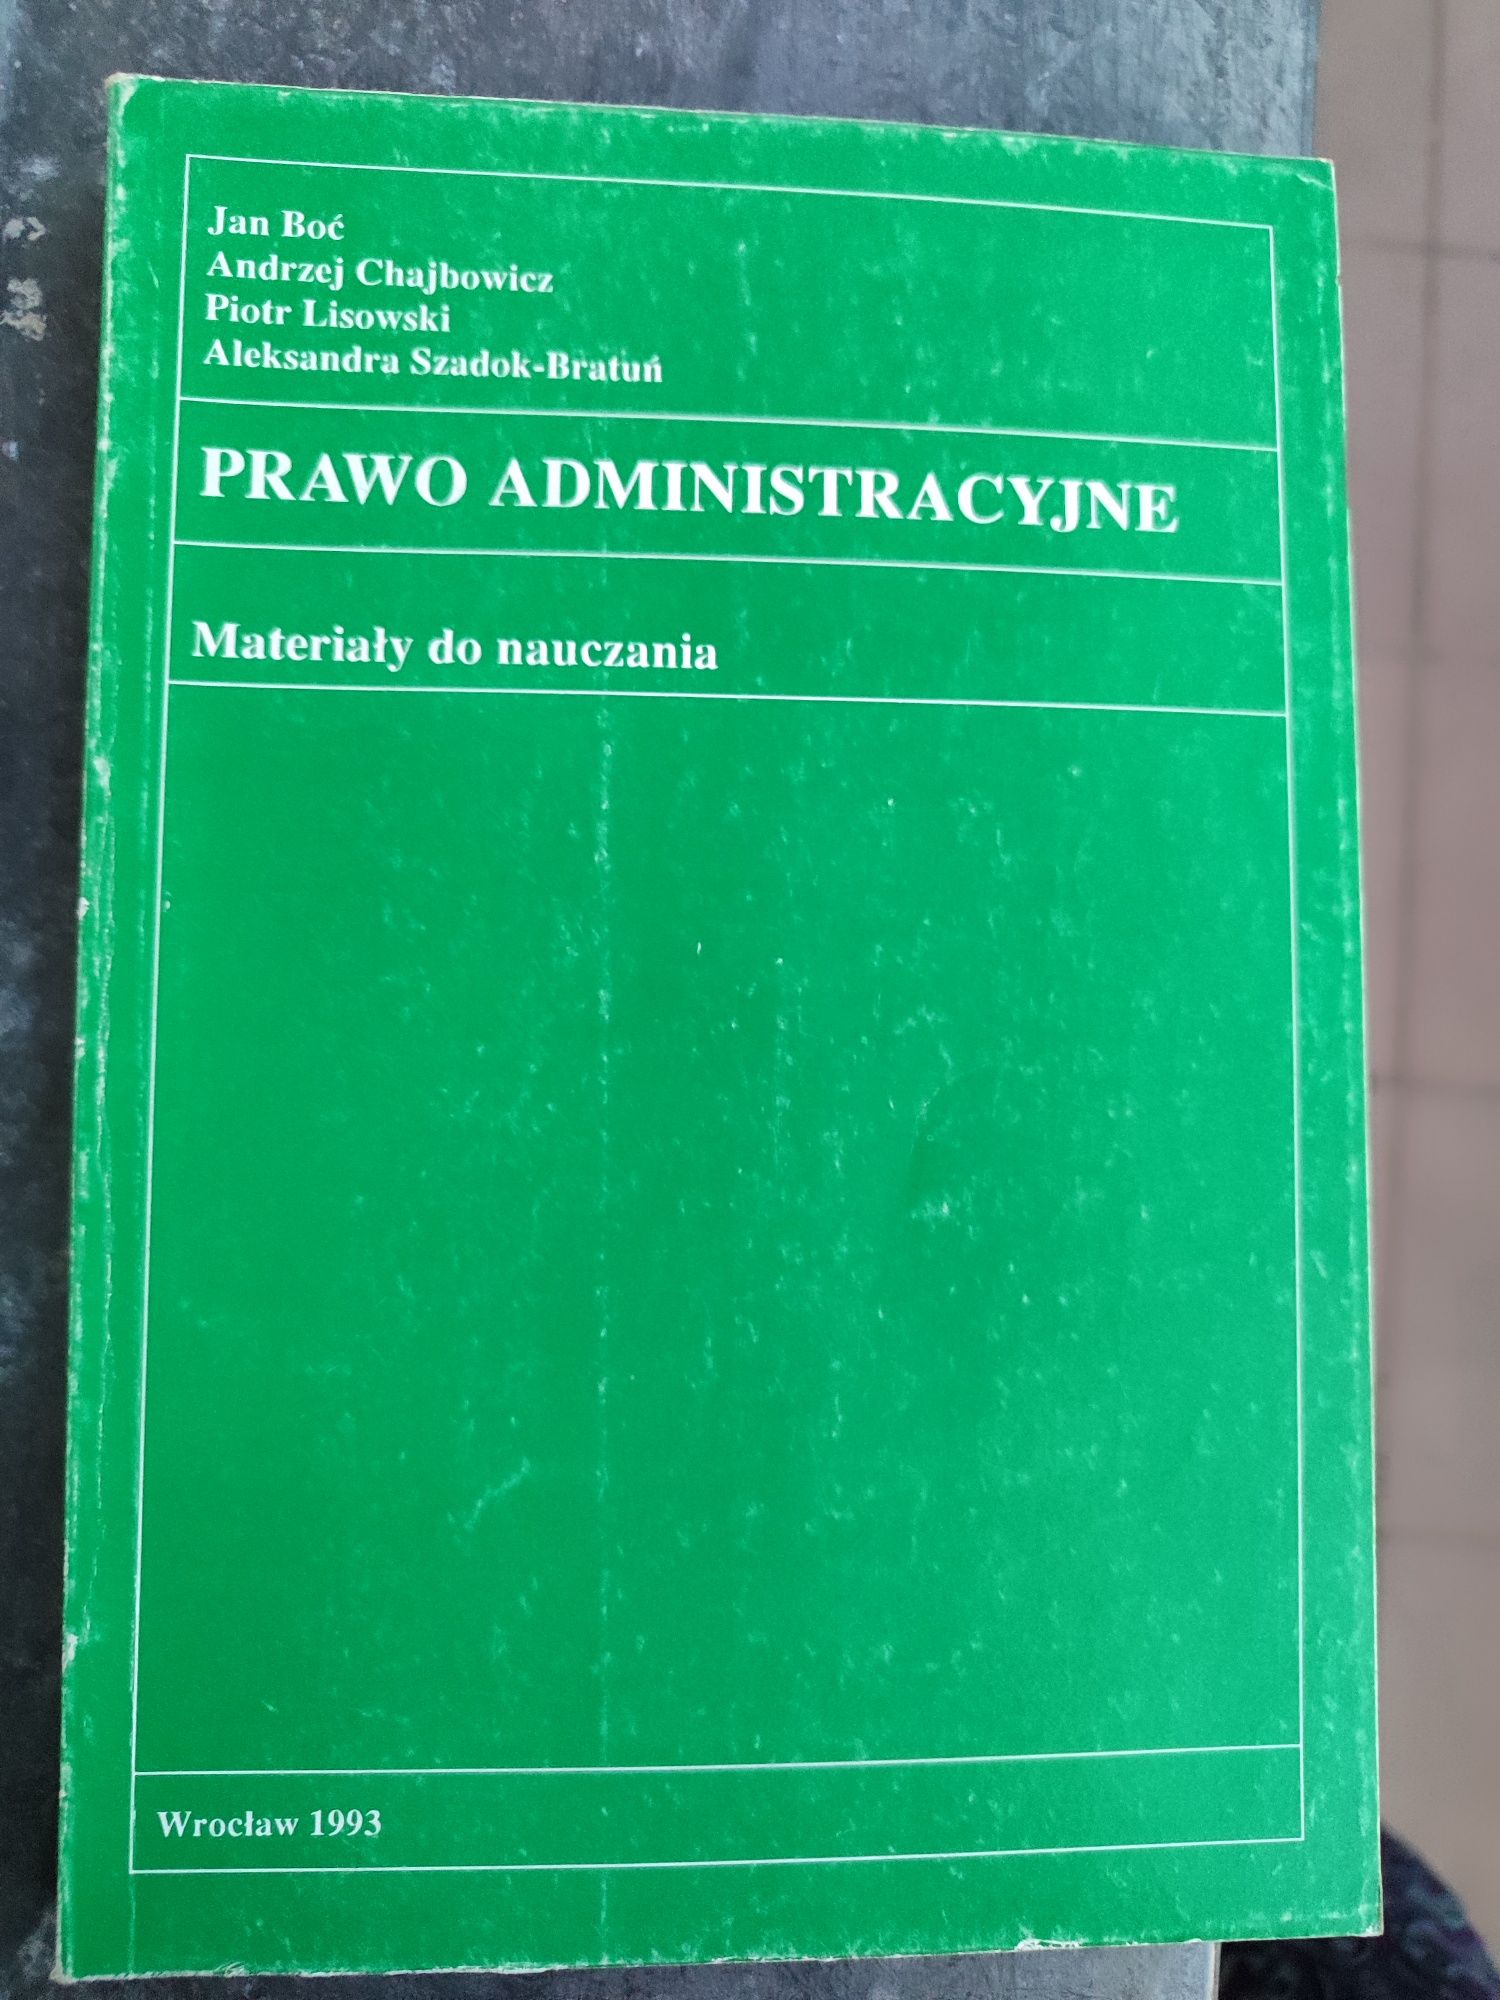 Jan Boć
Andrzej Chajbowicz
Piotr Lisowski
Aleksandra Szadok-Bratuń
PRAWO ADMINISTRACYJNE
Materiały do nauczania
Wrocław 1993